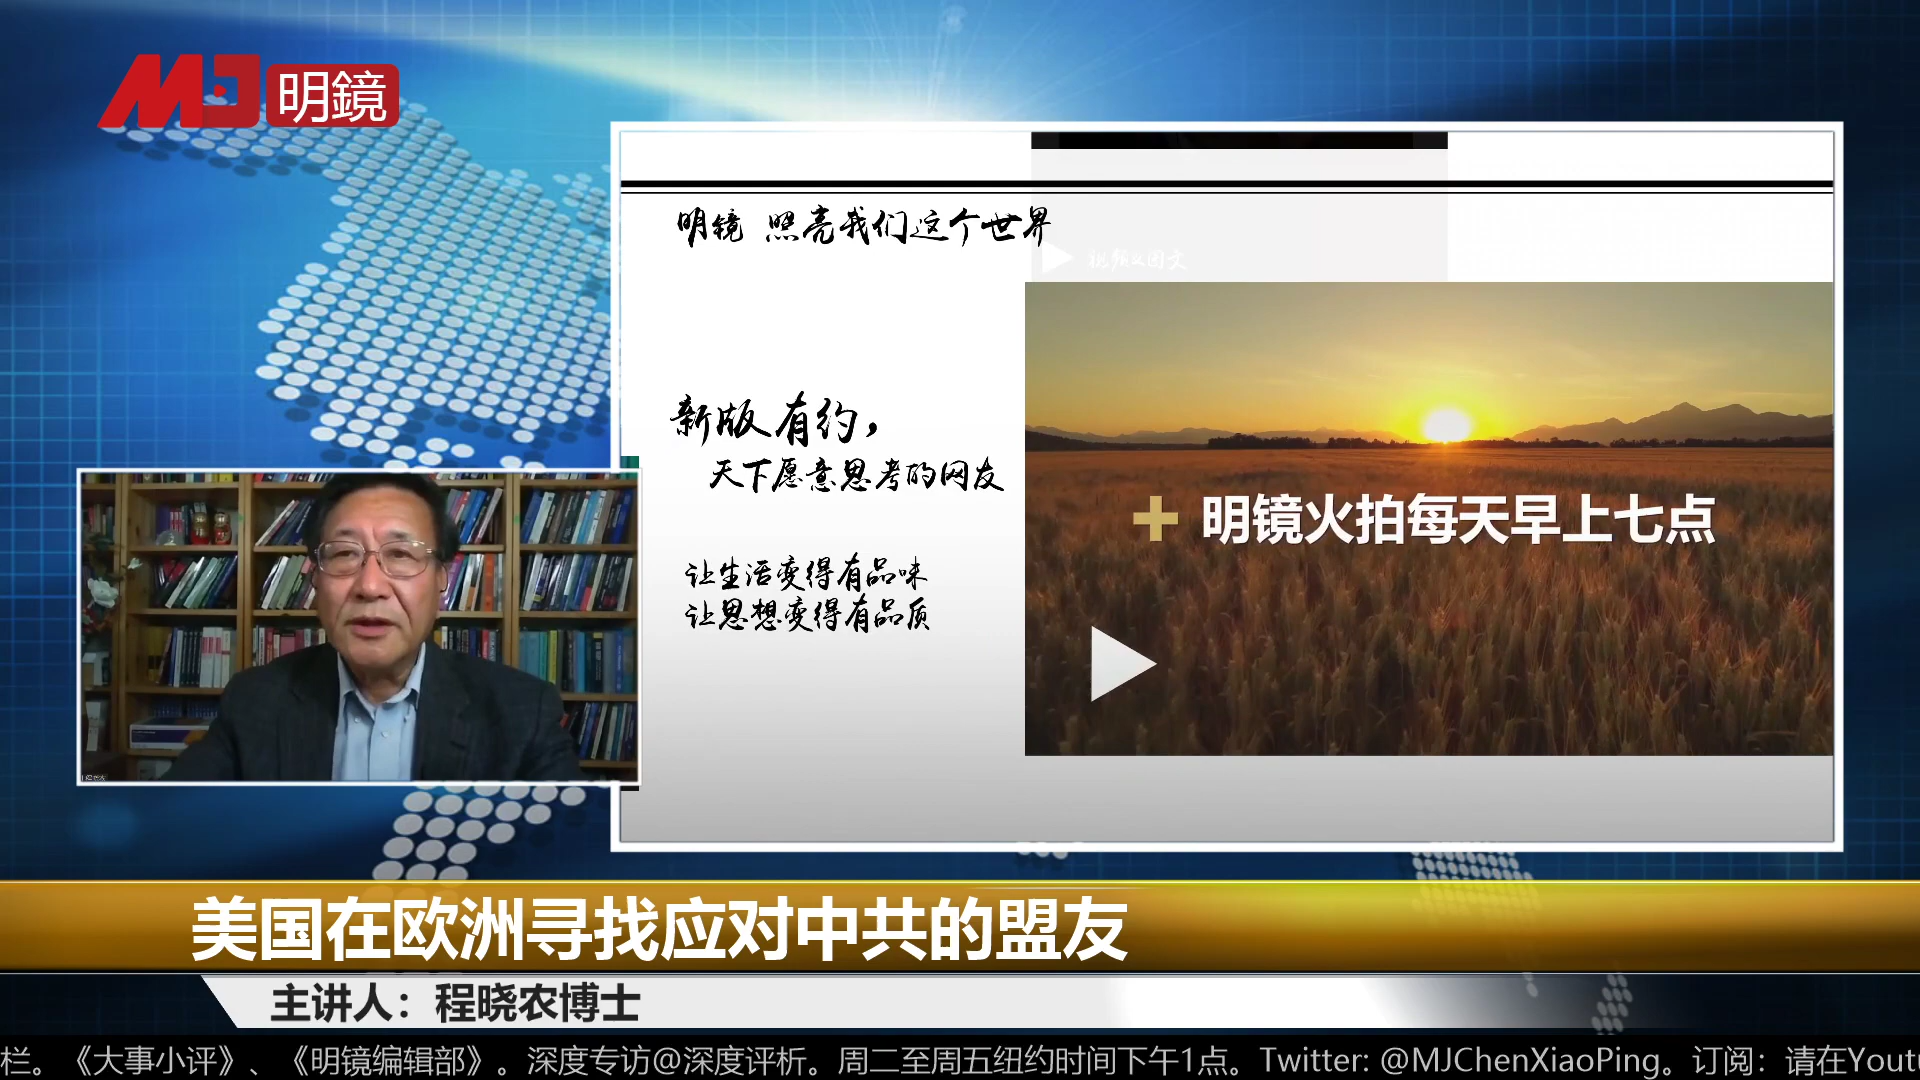 MJ 明鏡
明镜 照亮我们这个世界
视频及图文
新版有约，
天下愿意思考的网友
让生活变得有品味
让思想变得有品质
明镜火拍每天早上七点
美国在欧洲寻找应对中共的盟友
主讲人：程晓农博士
栏。《大事小评》、《明镜编辑部》。深度专访@深度评析。周二至周五纽约时间下午1点。Twitter: @MJChenXiaoPing。订阅：请在Youtu